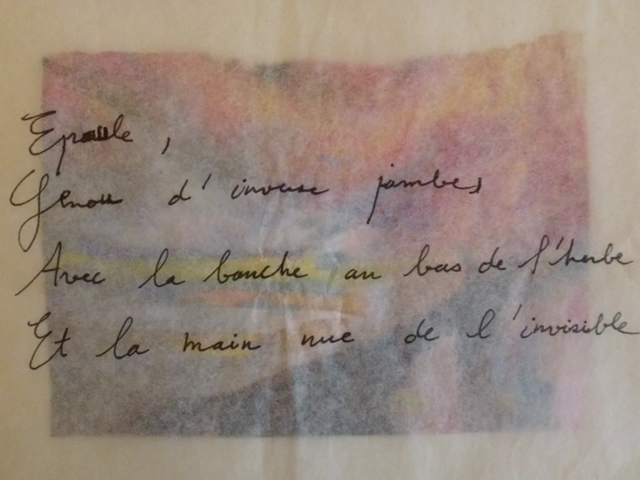 Epaule,
Genou d'inverse jambes
Avec la bouche au bas de l'herbe
Et la main nue de l'invisible